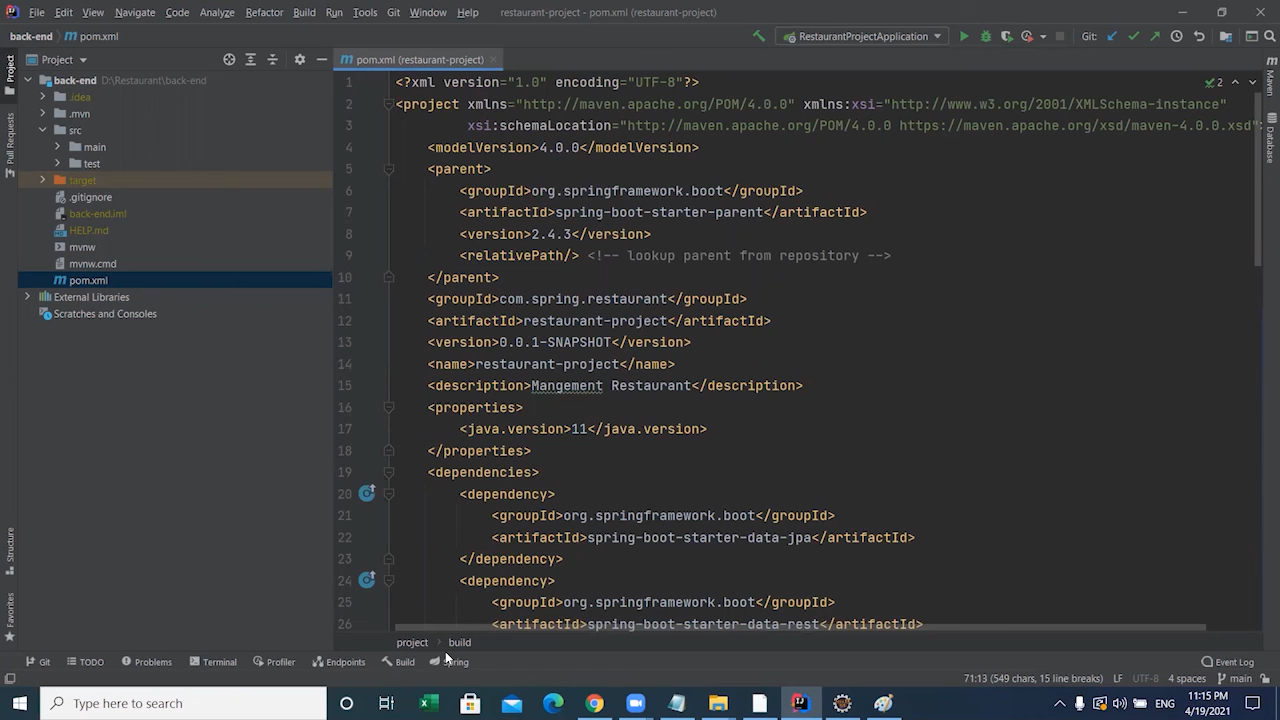 File Edit View Navigate Code Analyze Refactor Build Run Tools Git Window Help restaurant-project - pom.xml (restaurant-project)
back-end pom.xml RestaurantProjectApplication Git:
Project pom.xml (restaurant-project)
back-end D:\Restaurant\back-end
.idea
.mvn
src
main
test
target
.gitignore
back-end.iml
HELP.md
mvnw
mvnw.cmd
pom.xml
External Libraries
Scratches and Consoles
Project
Pull Requests
Structure
Favorites
1 <?xml version="1.0" encoding="UTF-8"?>
2 <project xmlns="http://maven.apache.org/POM/4.0.0" xmlns:xsi="http://www.w3.org/2001/XMLSchema-instance"
3 xsi:schemaLocation="http://maven.apache.org/POM/4.0.0 https://maven.apache.org/xsd/maven-4.0.0.xsd">
4 <modelVersion>4.0.0</modelVersion>
5 <parent>
6 <groupId>org.springframework.boot</groupId>
7 <artifactId>spring-boot-starter-parent</artifactId>
8 <version>2.4.3</version>
9 <relativePath/> <!-- lookup parent from repository -->
10 </parent>
11 <groupId>com.spring.restaurant</groupId>
12 <artifactId>restaurant-project</artifactId>
13 <version>0.0.1-SNAPSHOT</version>
14 <name>restaurant-project</name>
15 <description>Mangement Restaurant</description>
16 <properties>
17 <java.version>11</java.version>
18 </properties>
19 <dependencies>
20 <dependency>
21 <groupId>org.springframework.boot</groupId>
22 <artifactId>spring-boot-starter-data-jpa</artifactId>
23 </dependency>
24 <dependency>
25 <groupId>org.springframework.boot</groupId>
26 <artifactId>spring-boot-starter-data-rest</artifactId>
2
Maven
Database
project build
Git TODO Problems Terminal Profiler Endpoints Build Spring Event Log
71:13 (549 chars, 15 line breaks) LF UTF-8 4 spaces main
Type here to search
ENG
11:15 PM
4/19/2021